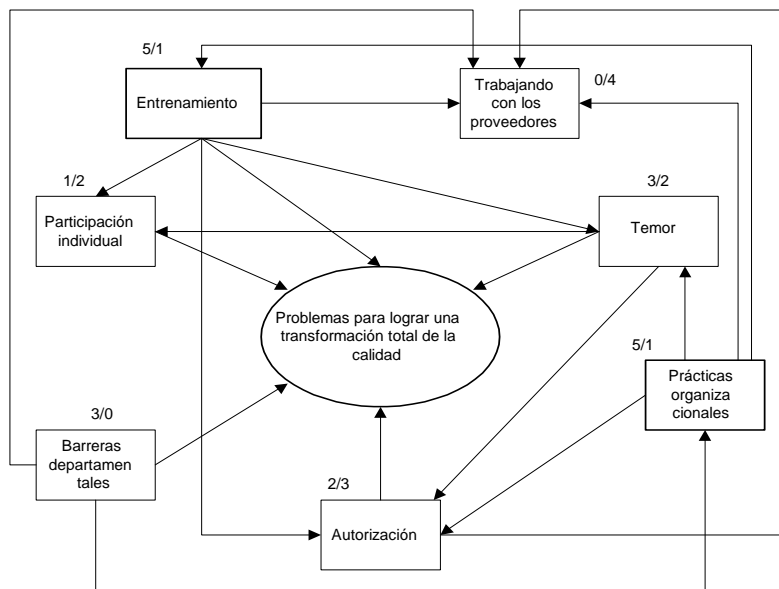 5/1
Entrenamiento
Trabajando
con los
proveedores
0/4
1/2
Participación
individual
3/2
Temor
Problemas para lograr una
transformación total de la
calidad
5/1
Prácticas
organiza
cionales
3/0
Barreras
departamen
tales
2/3
Autorización